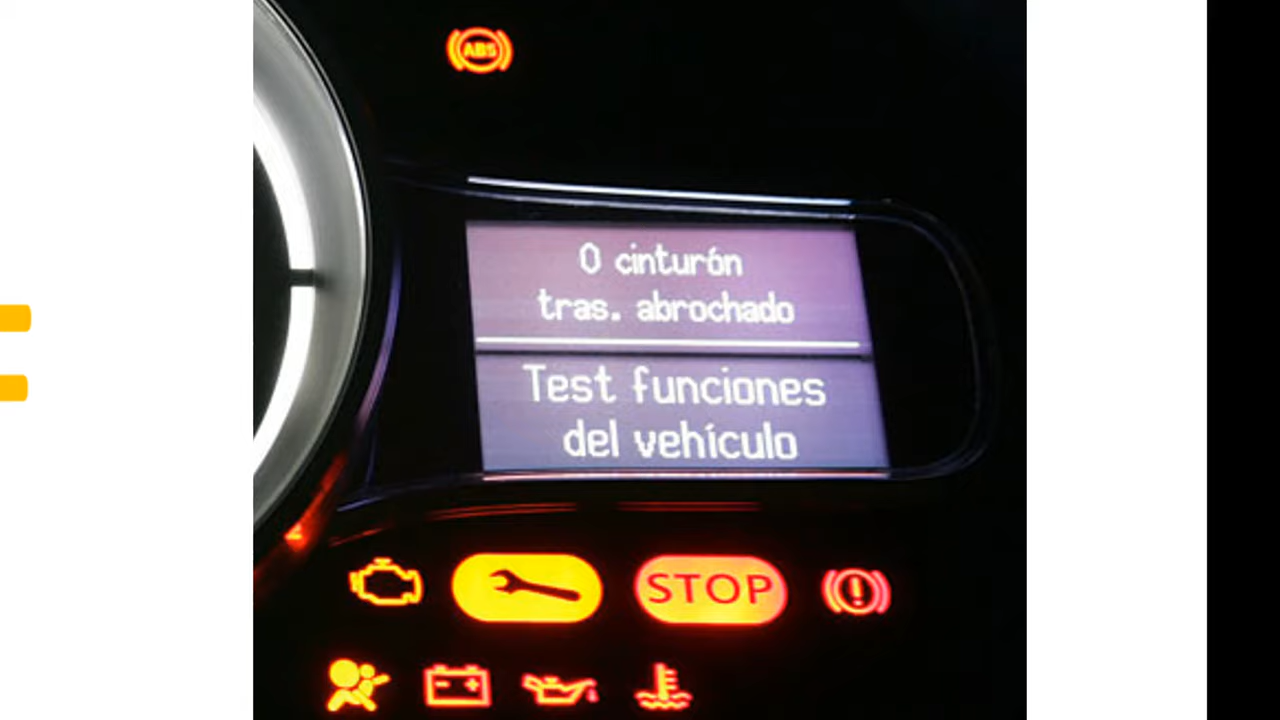 ABS
0 cinturón
tras. abrochado
Test funciones
del vehículo
STOP